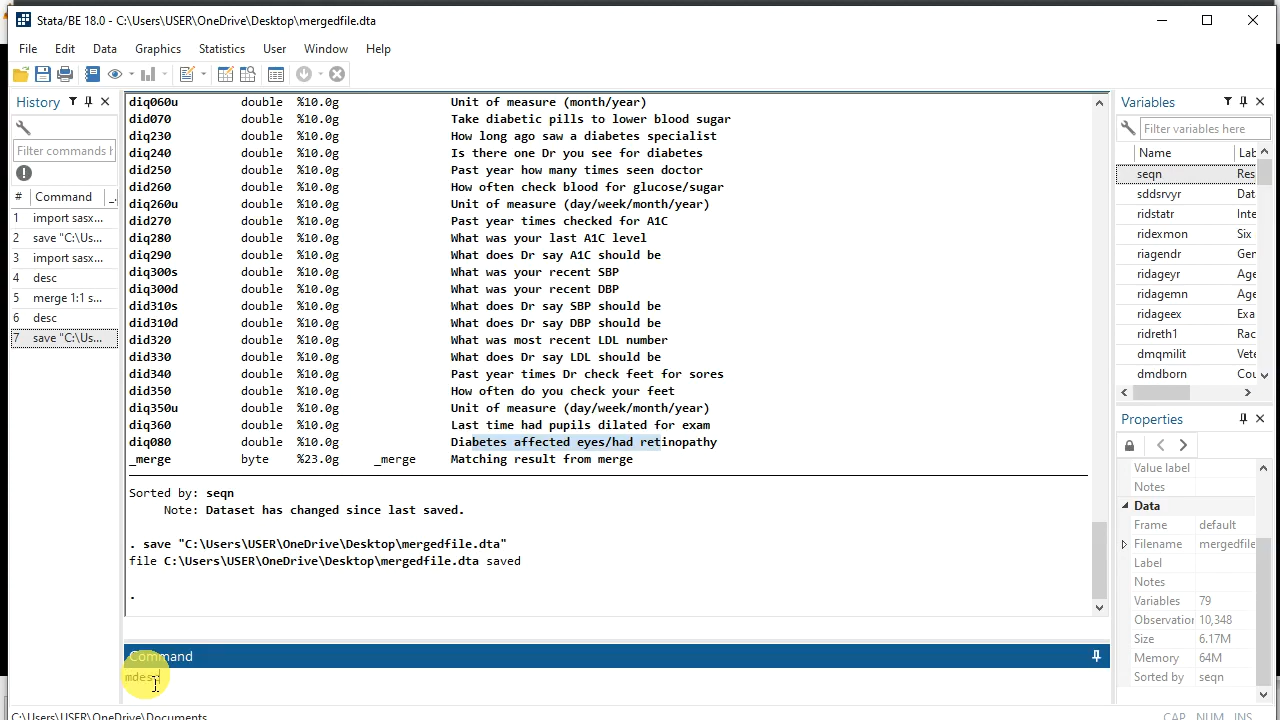 Stata/BE 18.0 - C:\Users\USER\OneDrive\Desktop\mergedfile.dta
File Edit Data Graphics Statistics User Window Help
History
Filter commands h
# Command
1 import sasx...
2 save "C:\Us...
3 import sasx...
4 desc
5 merge 1:1 s...
6 desc
7 save "C:\Us...
diq060u double %10.0g Unit of measure (month/year)
did070 double %10.0g Take diabetic pills to lower blood sugar
diq230 double %10.0g How long ago saw a diabetes specialist
diq240 double %10.0g Is there one Dr you see for diabetes
did250 double %10.0g Past year how many times seen doctor
did260 double %10.0g How often check blood for glucose/sugar
diq260u double %10.0g Unit of measure (day/week/month/year)
did270 double %10.0g Past year times checked for A1C
diq280 double %10.0g What was your last A1C level
diq290 double %10.0g What does Dr say A1C should be
diq300s double %10.0g What was your recent SBP
diq300d double %10.0g What was your recent DBP
did310s double %10.0g What does Dr say SBP should be
did310d double %10.0g What does Dr say DBP should be
did320 double %10.0g What was most recent LDL number
did330 double %10.0g What does Dr say LDL should be
did340 double %10.0g Past year times Dr check feet for sores
did350 double %10.0g How often do you check your feet
diq350u double %10.0g Unit of measure (day/week/month/year)
diq360 double %10.0g Last time had pupils dilated for exam
diq080 double %10.0g Diabetes affected eyes/had retinopathy
_merge byte %23.0g _merge Matching result from merge
Sorted by: seqn
Note: Dataset has changed since last saved.
. save "C:\Users\USER\OneDrive\Desktop\mergedfile.dta"
file C:\Users\USER\OneDrive\Desktop\mergedfile.dta saved
.
Command
Variables
Filter variables here
Name Lab
seqn Res
sddsrvyr Dat
ridstatr Inte
ridexmon Six
riagendr Gen
ridageyr Age
ridagemn Age
ridageex Exa
ridreth1 Rac
dmqmilit Vete
dmdborn Cou
Properties
Value label
Notes
Data
Frame default
Filename mergedfile
Label
Notes
Variables 79
Observation 10,348
Size 6.17M
Memory 64M
Sorted by seqn
C:\Users\USER\OneDrive\Documents
CAP NUM INS